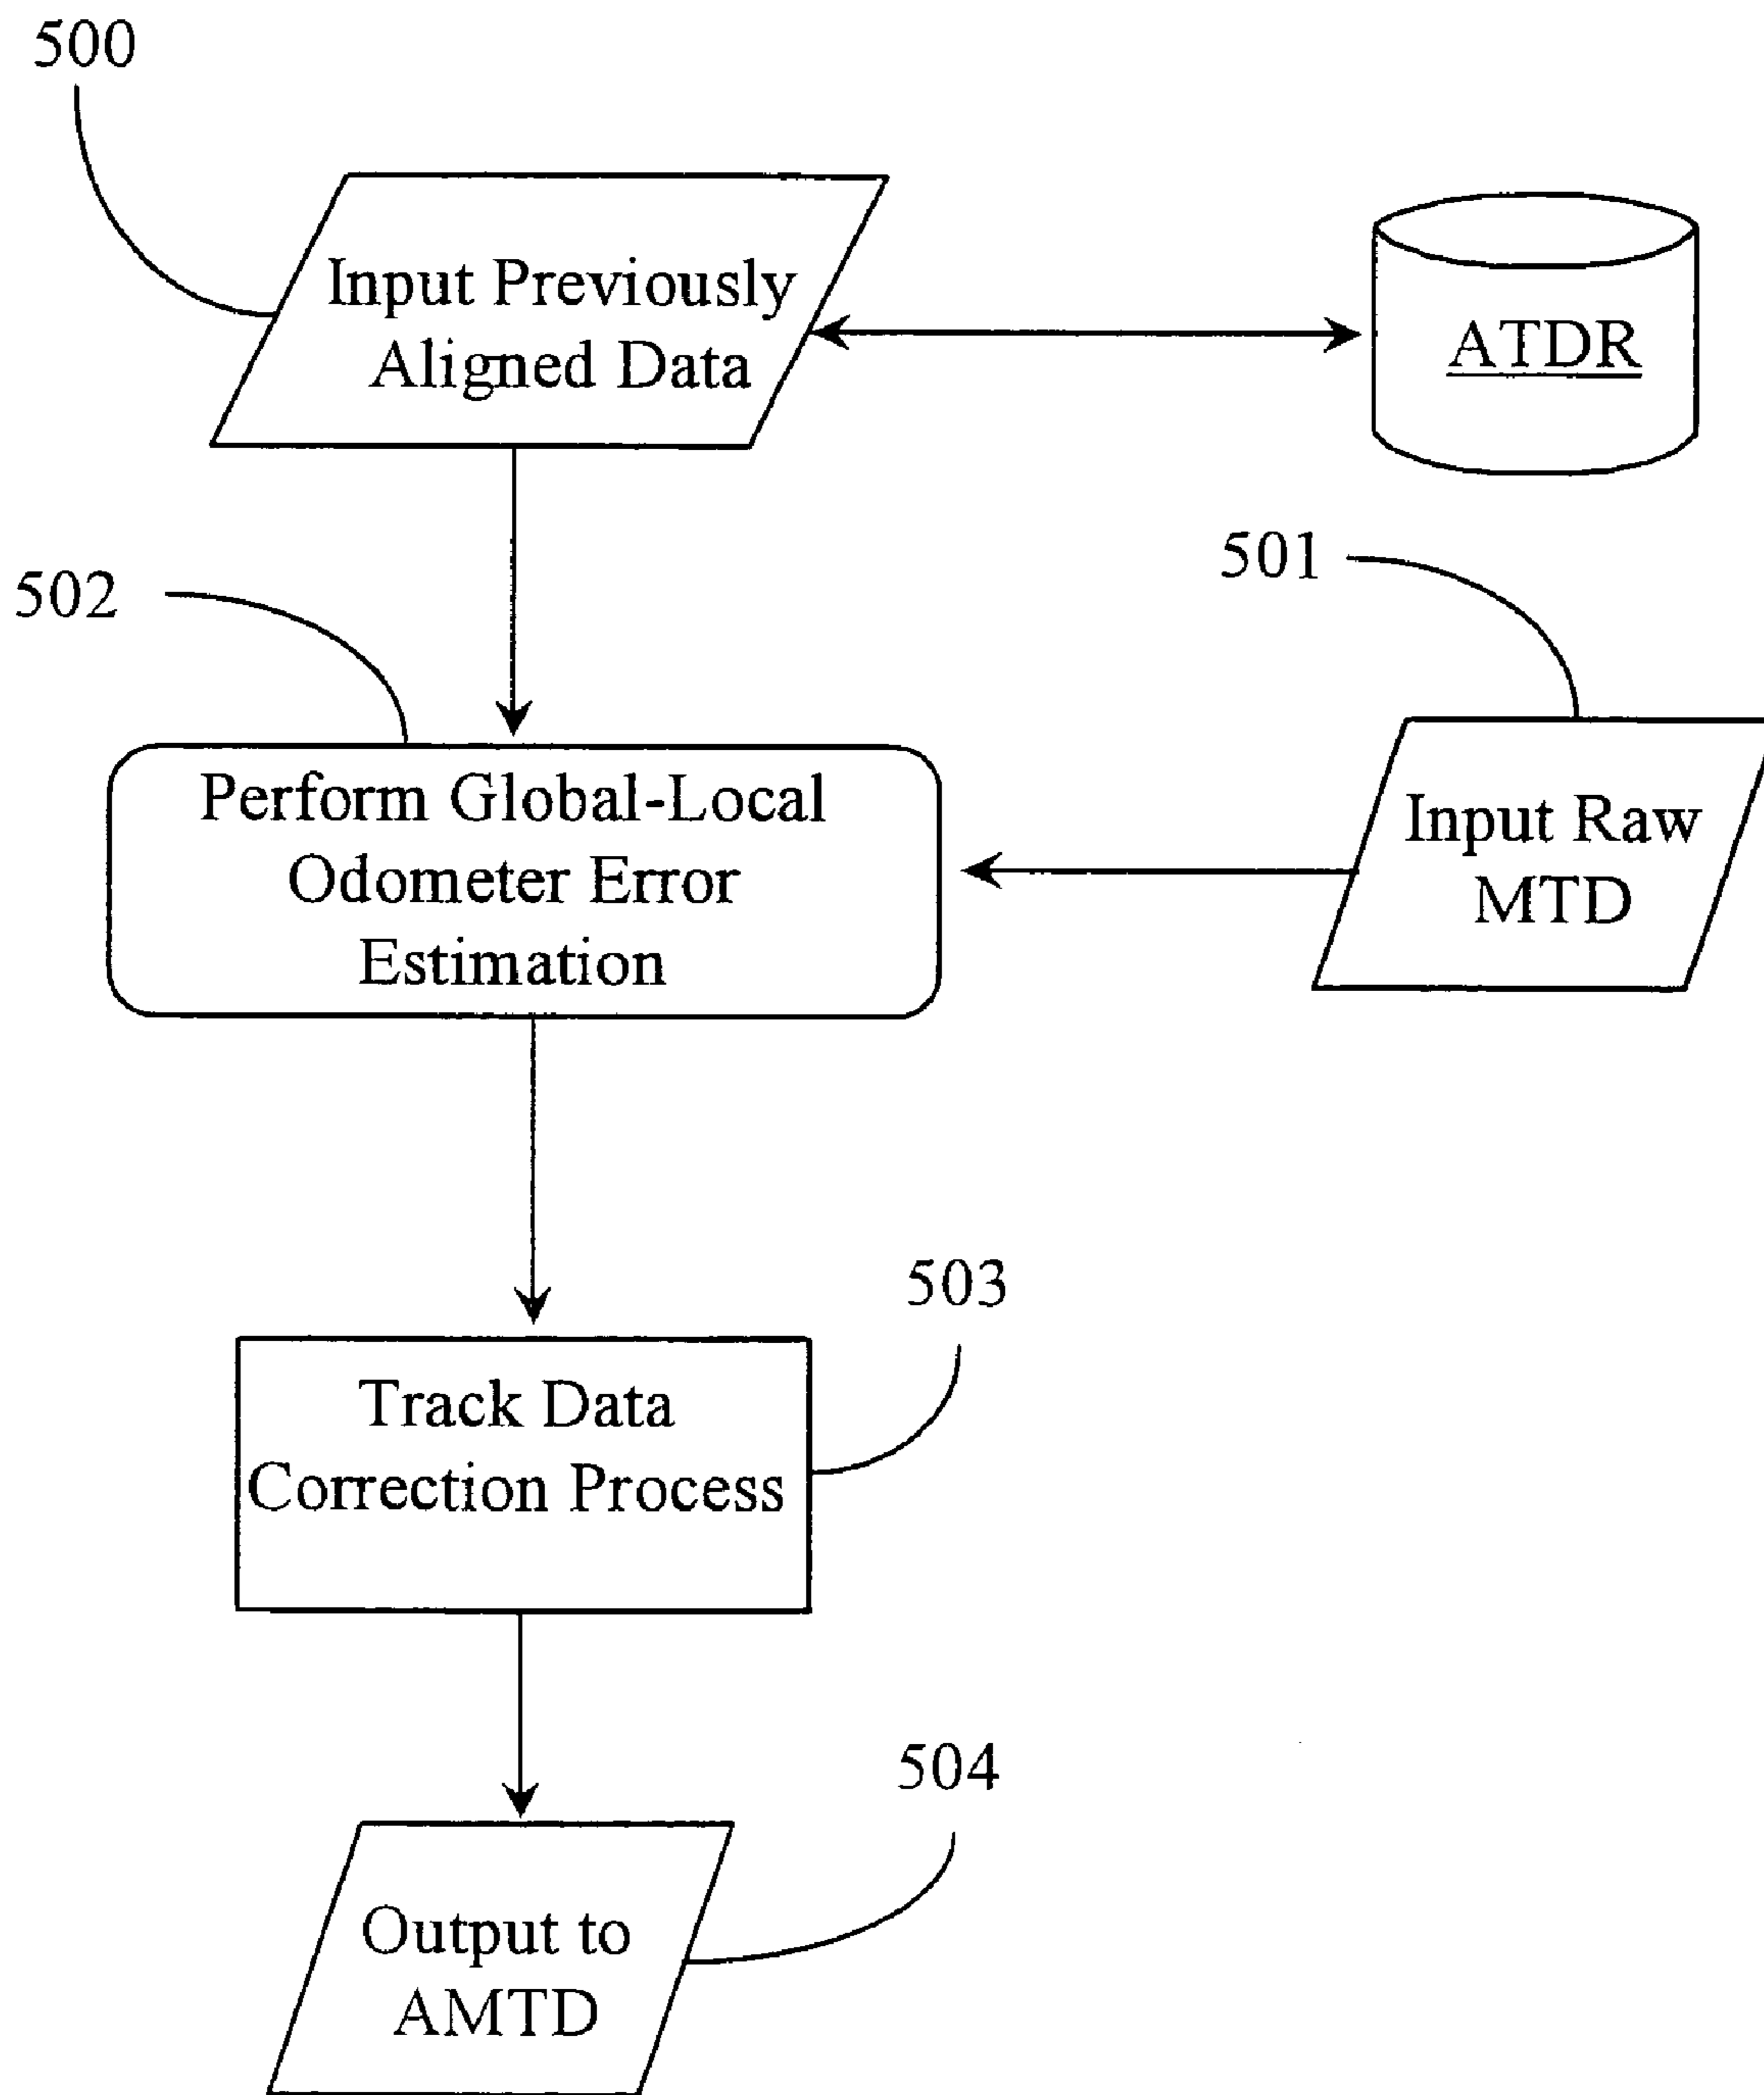 500
Input Previously
Aligned Data
ATDR
501
502
Perform Global-Local
Odometer Error
Estimation
Input Raw
MTD
503
Track Data
Correction Process
504
Output to
AMTD